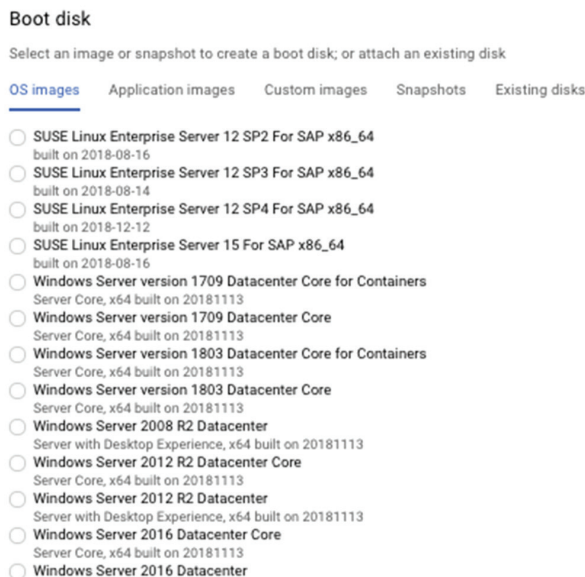 Boot disk
Select an image or snapshot to create a boot disk; or attach an existing disk
OS images Application images Custom images Snapshots Existing disks
SUSE Linux Enterprise Server 12 SP2 For SAP x86_64
built on 2018-08-16
SUSE Linux Enterprise Server 12 SP3 For SAP x86_64
built on 2018-08-14
SUSE Linux Enterprise Server 12 SP4 For SAP x86_64
built on 2018-12-12
SUSE Linux Enterprise Server 15 For SAP x86_64
built on 2018-08-16
Windows Server version 1709 Datacenter Core for Containers
Server Core, x64 built on 20181113
Windows Server version 1709 Datacenter Core
Server Core, x64 built on 20181113
Windows Server version 1803 Datacenter Core for Containers
Server Core, x64 built on 20181113
Windows Server version 1803 Datacenter Core
Server Core, x64 built on 20181113
Windows Server 2008 R2 Datacenter
Server with Desktop Experience, x64 built on 20181113
Windows Server 2012 R2 Datacenter Core
Server Core, x64 built on 20181113
Windows Server 2012 R2 Datacenter
Server with Desktop Experience, x64 built on 20181113
Windows Server 2016 Datacenter Core
Server Core, x64 built on 20181113
Windows Server 2016 Datacenter